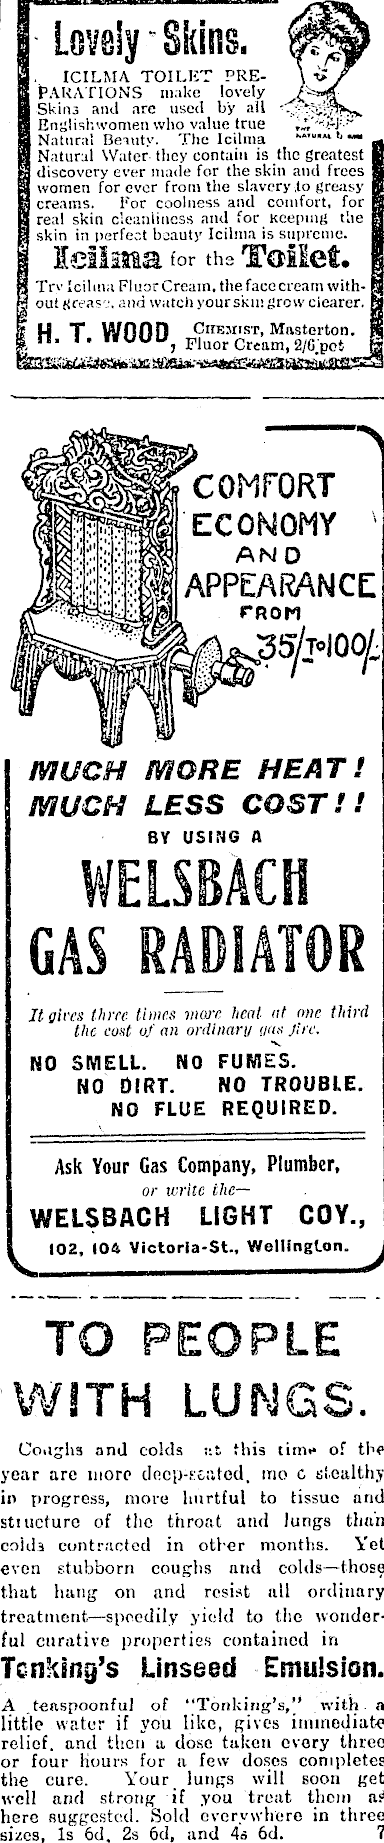 Lovely Skins.
ICILMA TOILET PRE-
PARATIONS make lovely
Skins and are used by all
Englishwomen who value true
Natural Beauty. The Icilma
Natural Water they contain is the greatest
discovery ever made for the skin and frees
women for ever from the slavery to greasy
creams. For coolness and comfort, for
real skin cleanliness and for keeping the
skin in perfect beauty Icilma is supreme.
Icilma for the Toilet.
Try Icilma Fluor Cream, the face cream with-
out grease, and watch your skin grow clearer.
H. T. WOOD, CHEMIST, Masterton.
Fluor Cream, 2/6 pot
COMFORT
ECONOMY
AND
APPEARANCE
FROM
35/- To 100/-
MUCH MORE HEAT!
MUCH LESS COST!!
BY USING A
WELSBACH
GAS RADIATOR
It gives three times more heat at one third
the cost of an ordinary gas fire.
NO SMELL. NO FUMES.
NO DIRT. NO TROUBLE.
NO FLUE REQUIRED.
Ask Your Gas Company, Plumber,
or write the—
WELSBACH LIGHT COY.,
102, 104 Victoria-St., Wellington.
TO PEOPLE
WITH LUNGS.
Coughs and colds at this time of the
year are more deep-seated, mo e stealthy
in progress, more hurtful to tissue and
structure of the throat and lungs than
colds contracted in other months. Yet
even stubborn coughs and colds—those
that hang on and resist all ordinary
treatment—speedily yield to the wonder-
ful curative properties contained in
Tonking's Linseed Emulsion.
A teaspoonful of "Tonking's," with a
little water if you like, gives immediate
relief, and then a dose taken every three
or four hours for a few doses completes
the cure. Your lungs will soon get
well and strong if you treat them as
here suggested. Sold everywhere in three
sizes, 1s 6d, 2s 6d, and 4s 6d. 7